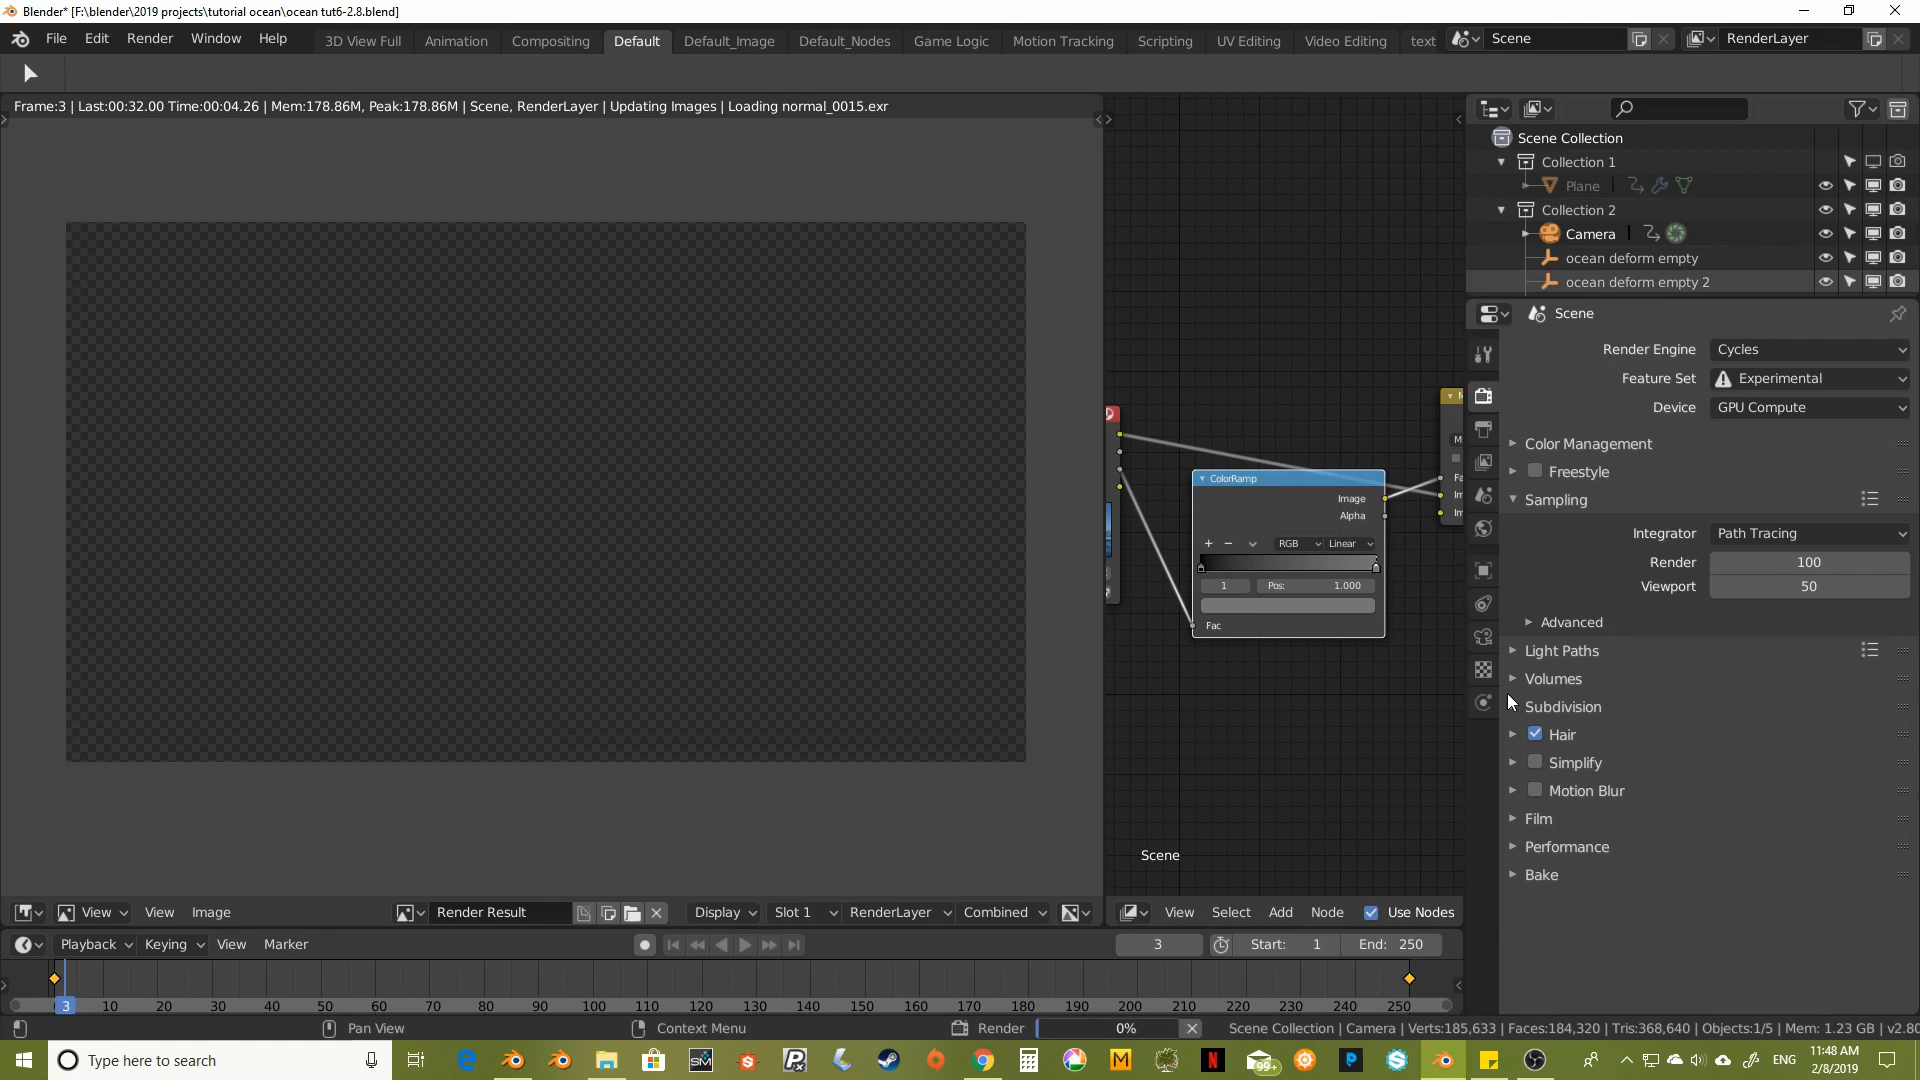 Blender* [F:\blender\2019 projects\tutorial ocean\ocean tut6-2.8.blend]
File Edit Render Window Help 3D View Full Animation Compositing Default Default_Image Default_Nodes Game Logic Motion Tracking Scripting UV Editing Video Editing text Scene RenderLayer
Frame:3 | Last:00:32.00 Time:00:04.26 | Mem:178.86M, Peak:178.86M | Scene, RenderLayer | Updating Images | Loading normal_0015.exr
Scene Collection
Collection 1
Plane
Collection 2
Camera
ocean deform empty
ocean deform empty 2
Scene
Render Engine Cycles
Feature Set Experimental
Device GPU Compute
Color Management
Freestyle
Sampling
Integrator Path Tracing
Render 100
Viewport 50
Advanced
Light Paths
Volumes
Subdivision
Hair
Simplify
Motion Blur
Film
Performance
Bake
ColorRamp
Image
Alpha
RGB Linear
1 Pos: 1.000
Fac
M
M
Fa
Im
Im
Scene
View View Image Render Result Display Slot 1 RenderLayer Combined
View Select Add Node Use Nodes
Playback Keying View Marker 3 Start: 1 End: 250
3 10 20 30 40 50 60 70 80 90 100 110 120 130 140 150 160 170 180 190 200 210 220 230 240 250
Pan View Context Menu Render 0% Scene Collection | Camera | Verts:185,633 | Faces:184,320 | Tris:368,640 | Objects:1/5 | Mem: 1.23 GB | v2.80
Type here to search SM M N 99+ P S ENG 11:48 AM
2/8/2019